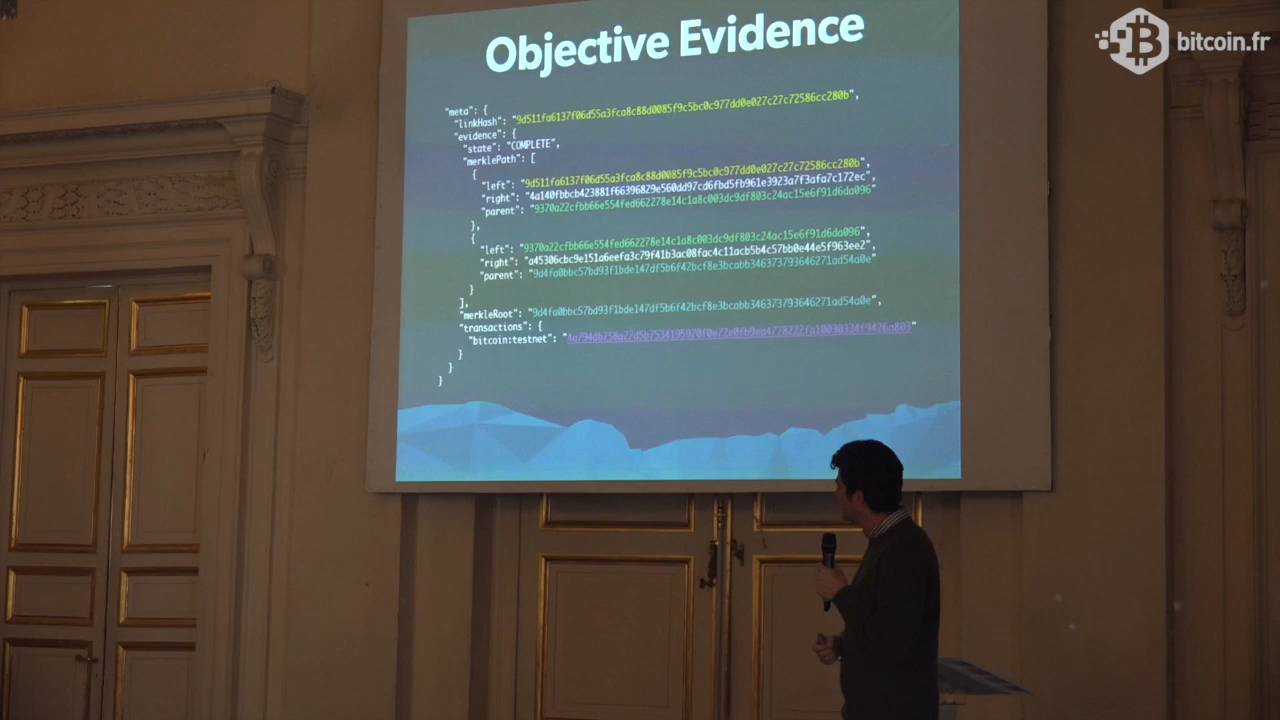 Objective Evidence
bitcoin.fr
"meta": {
"linkHash": "9d511fa6137f06d55a3fca8c88d0085f9c5bc0c977dd0e027c27c72586cc280b",
"evidence": {
"state": "COMPLETE",
"merklePath": [
{
"left": "9d511fa6137f06d55a3fca8c88d0085f9c5bc0c977dd0e027c27c72586cc280b",
"right": "4a140fbbcb423881f66396829e560dd97cd6fbd5fb961e3923a7f3afa7c172ec",
"parent": "9370a22cfbb66e554fed662278e14c1a8c003dc9df803c24ac15e6f91d6da096"
},
{
"left": "9370a22cfbb66e554fed662278e14c1a8c003dc9df803c24ac15e6f91d6da096",
"right": "a45306cbc9e151a6eefa3c79f41b3ac08fac4c11acb5b4c57bb0e44e5f963ee2",
"parent": "9d4fa0bbc57bd93f1bde147df5b6f42bcf8e3bcabb346373793646271ad54a0e"
}
],
"merkleRoot": "9d4fa0bbc57bd93f1bde147df5b6f42bcf8e3bcabb346373793646271ad54a0e",
"transactions": {
"bitcoin:testnet":
}
}
}